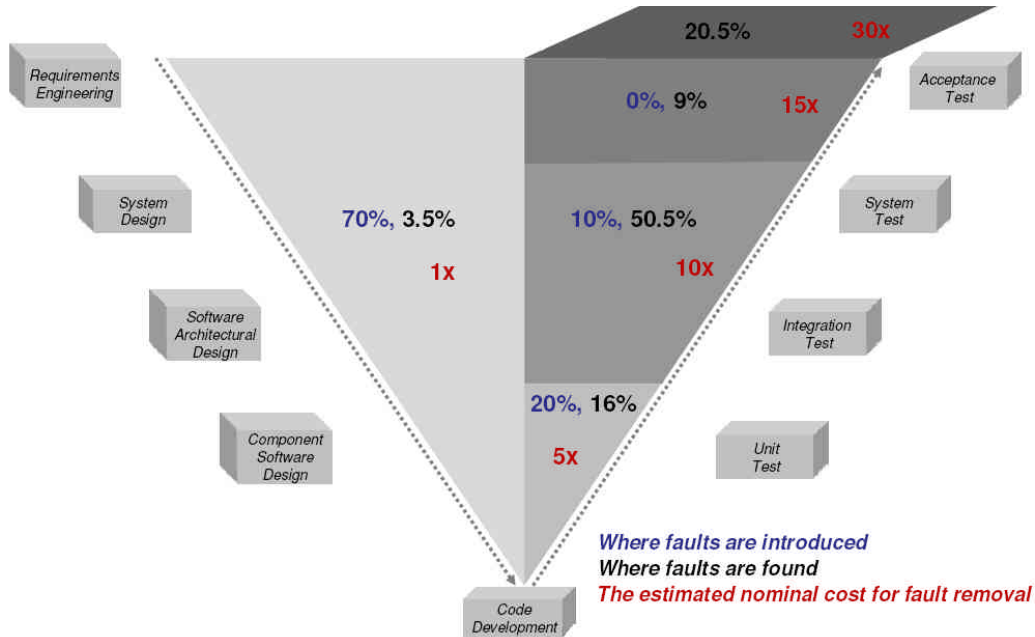 20.5%
30x
Requirements
Engineering
0%, 9%
15x
Acceptance
Test
System
Design
70%, 3.5%
1x
10%, 50.5%
10x
System
Test
Software
Architectural
Design
Integration
Test
20%, 16%
5x
Component
Software
Design
Unit
Test
Where faults are introduced
Where faults are found
The estimated nominal cost for fault removal
Code
Development